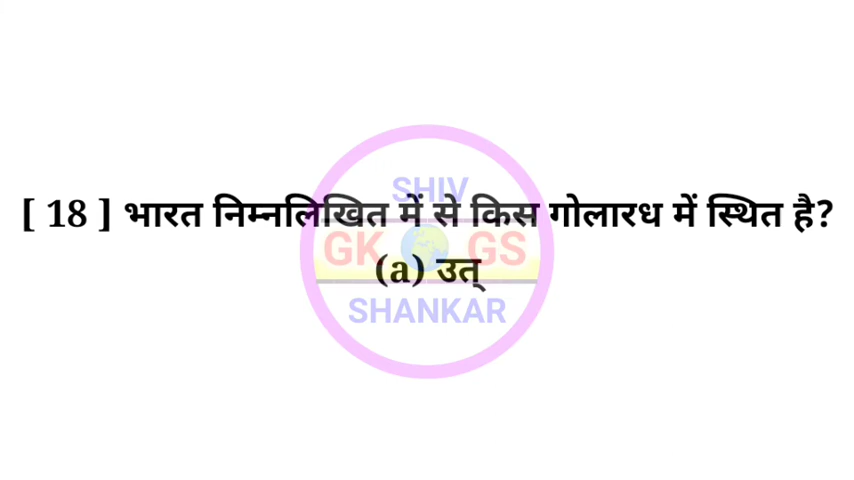 SHIV
[ 18 ] भारत निम्नलिखित में से किस गोलारध में स्थित है?
GK GS
(a) उत्
SHANKAR